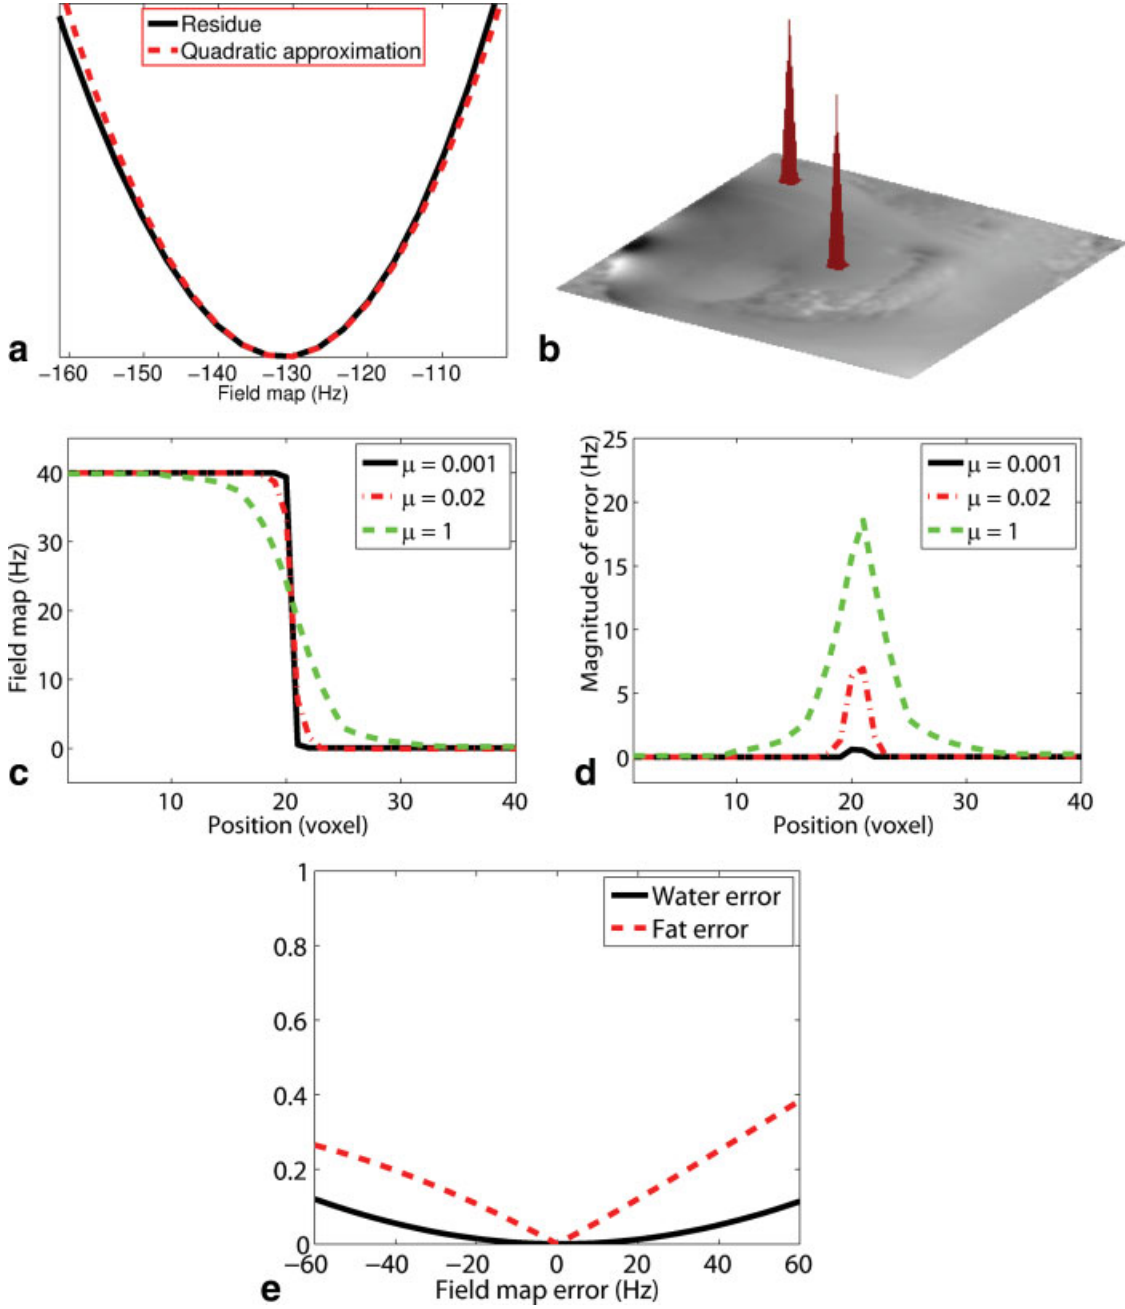 Residue
Quadratic approximation
a
−160 −150 −140 −130 −120 −110
Field map (Hz)
b
Field map (Hz)
40
30
20
10
0
μ = 0.001
μ = 0.02
μ = 1
10 20 30 40
Position (voxel)
c
Magnitude of error (Hz)
25
20
15
10
5
0
μ = 0.001
μ = 0.02
μ = 1
10 20 30 40
Position (voxel)
d
1
0.8
0.6
0.4
0.2
0
Water error
Fat error
−60 −40 −20 0 20 40 60
Field map error (Hz)
e